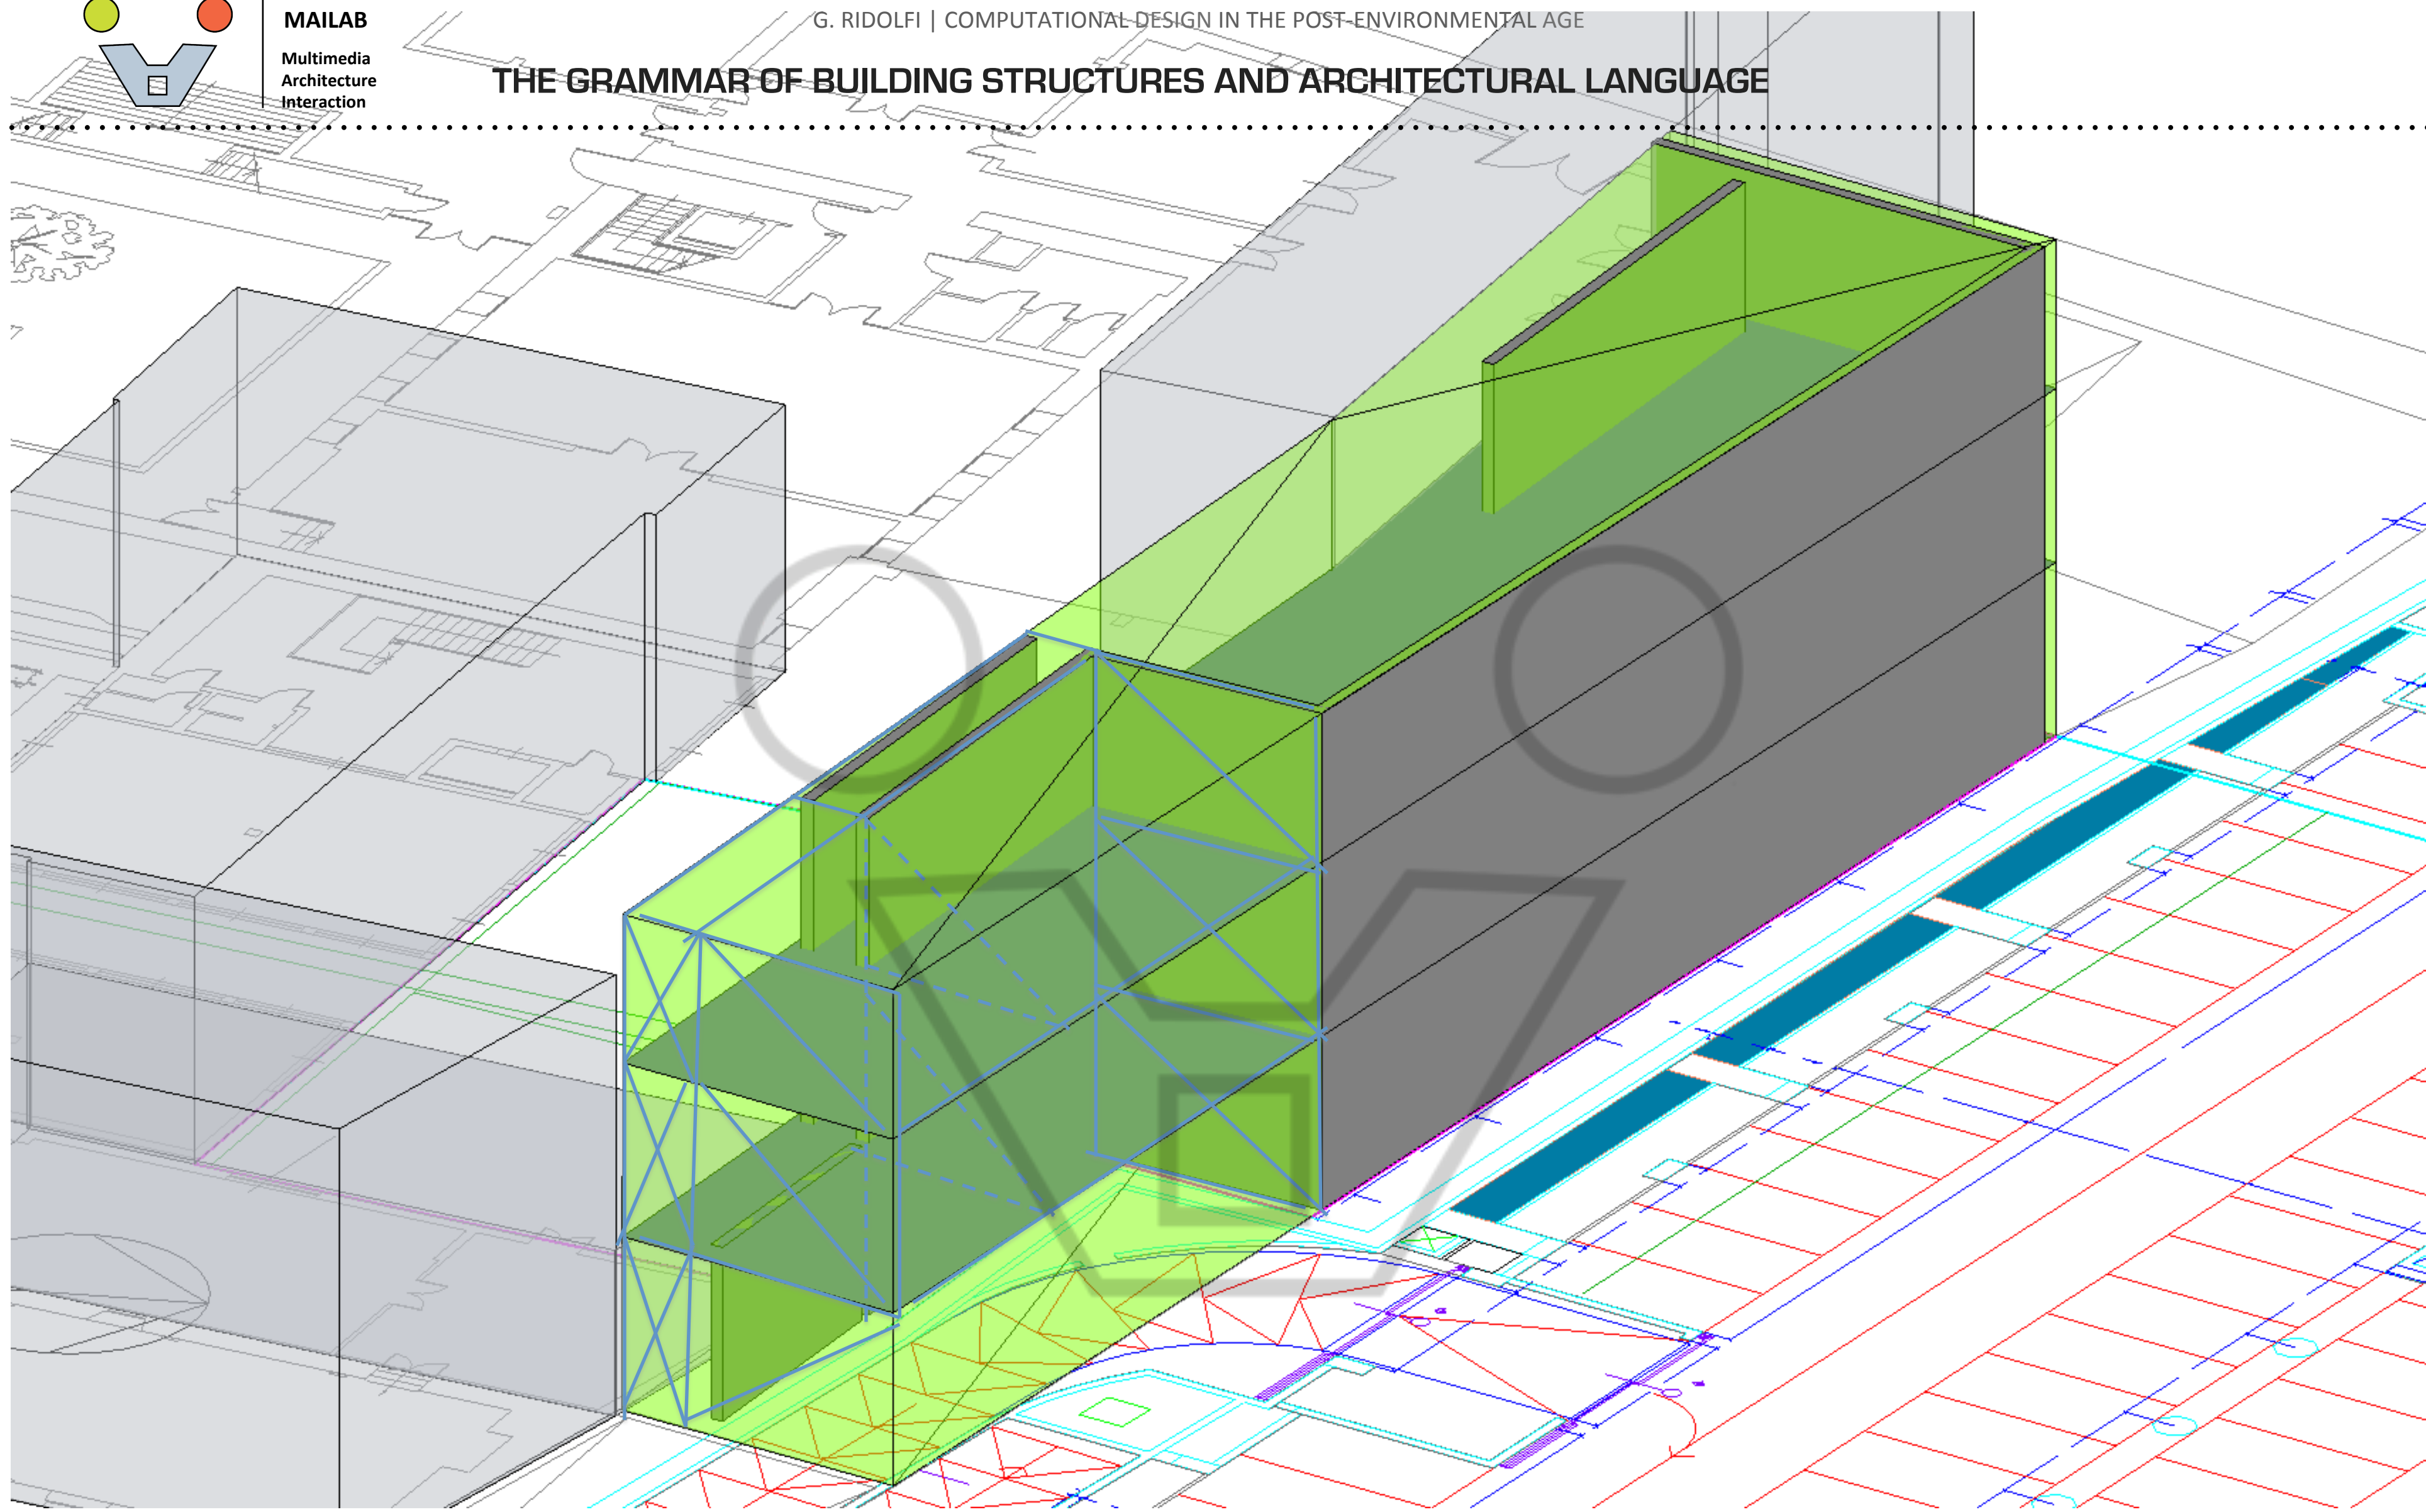 MAILAB
Multimedia
Architecture
Interaction
G. RIDOLFI | COMPUTATIONAL DESIGN IN THE POST-ENVIRONMENTAL AGE
THE GRAMMAR OF BUILDING STRUCTURES AND ARCHITECTURAL LANGUAGE